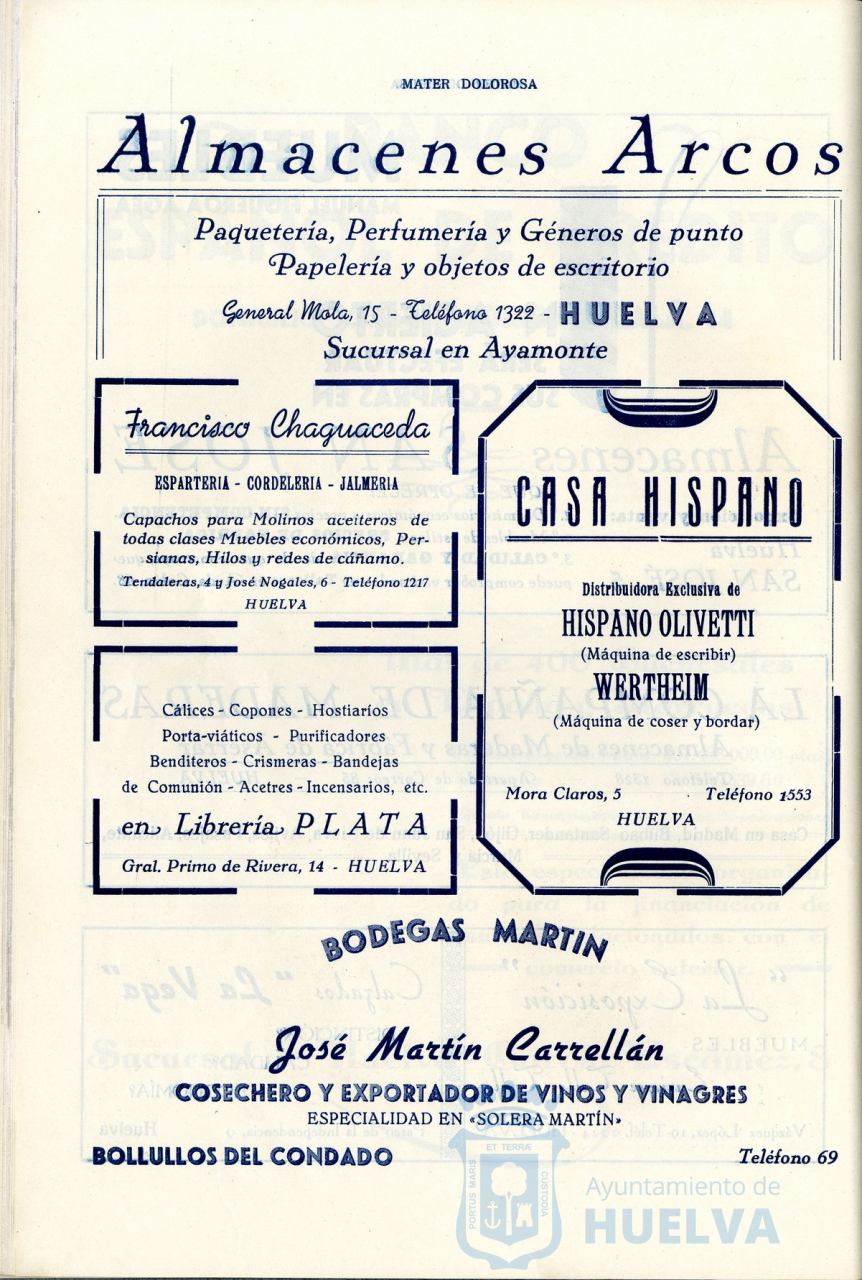 MATER DOLOROSA
Almacenes Arcos
Paquetería, Perfumería y Géneros de punto
Papelería y objetos de escritorio
General Mola, 15 - Teléfono 1322 - HUELVA
Sucursal en Ayamonte
Francisco Chaguaceda
ESPARTERIA - CORDELERIA - JALMERIA
Capachos para Molinos aceiteros de
todas clases Muebles económicos, Per-
sianas, Hilos y redes de cáñamo.
Tendaleras, 4 y José Nogales, 6 - Teléfono 1217
HUELVA
Cálices - Copones - Hostiarios
Porta-viáticos - Purificadores
Benditeros - Crismeras - Bandejas
de Comunión - Acetres - Incensarios, etc.
en Librería PLATA
Gral. Primo de Rivera, 14 - HUELVA
CASA HISPANO
Distribuidora Exclusiva de
HISPANO OLIVETTI
(Máquina de escribir)
WERTHEIM
(Máquina de coser y bordar)
Mora Claros, 5 Teléfono 1553
HUELVA
BODEGAS MARTIN
José Martín Carrellán
COSECHERO Y EXPORTADOR DE VINOS Y VINAGRES
ESPECIALIDAD EN «SOLERA MARTÍN»
BOLLULLOS DEL CONDADO Teléfono 69
PORTUS MARIS ET TERRÆ CUSTODIA
Ayuntamiento de
HUELVA